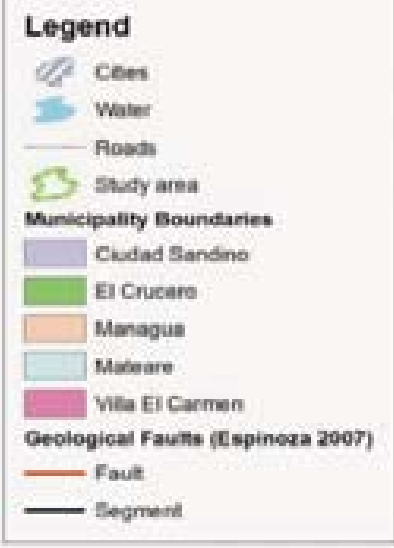 Legend
Cities
Water
Roads
Study area
Municipality Boundaries
Ciudad Sandino
El Crucero
Managua
Mateare
Villa El Carmen
Geological Faults (Espinoza 2007)
Fault
Segment